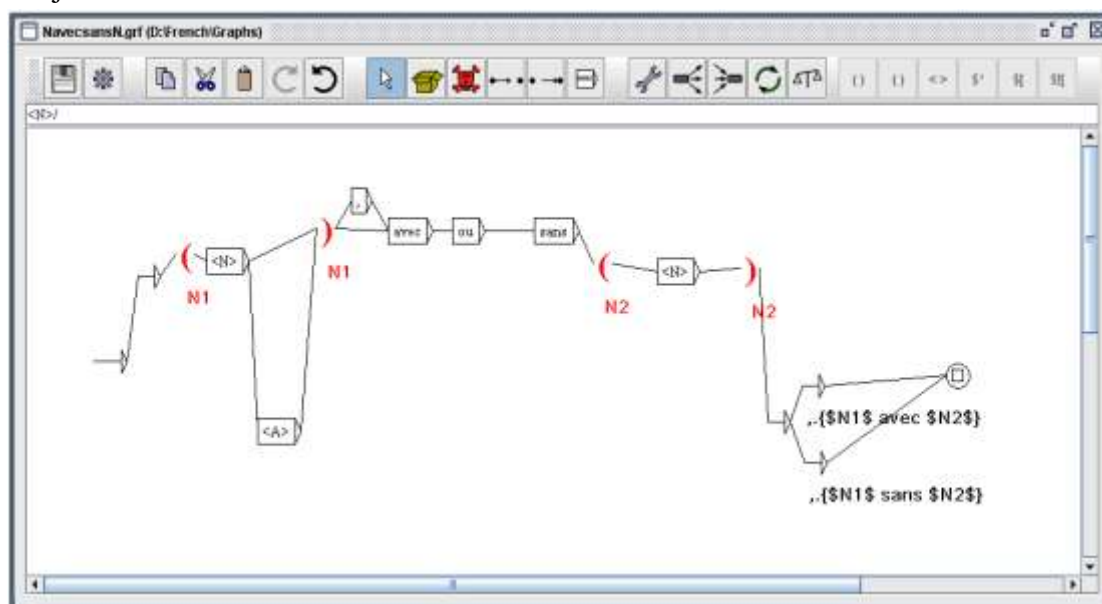 NavecsansN.grf (D:\French\Graphs)
<N>/
,
avec ou sans
( <N> ) ( <N> )
N1 N1 N2 N2
<A>
,.{$N1$ avec $N2$}
,.{$N1$ sans $N2$}